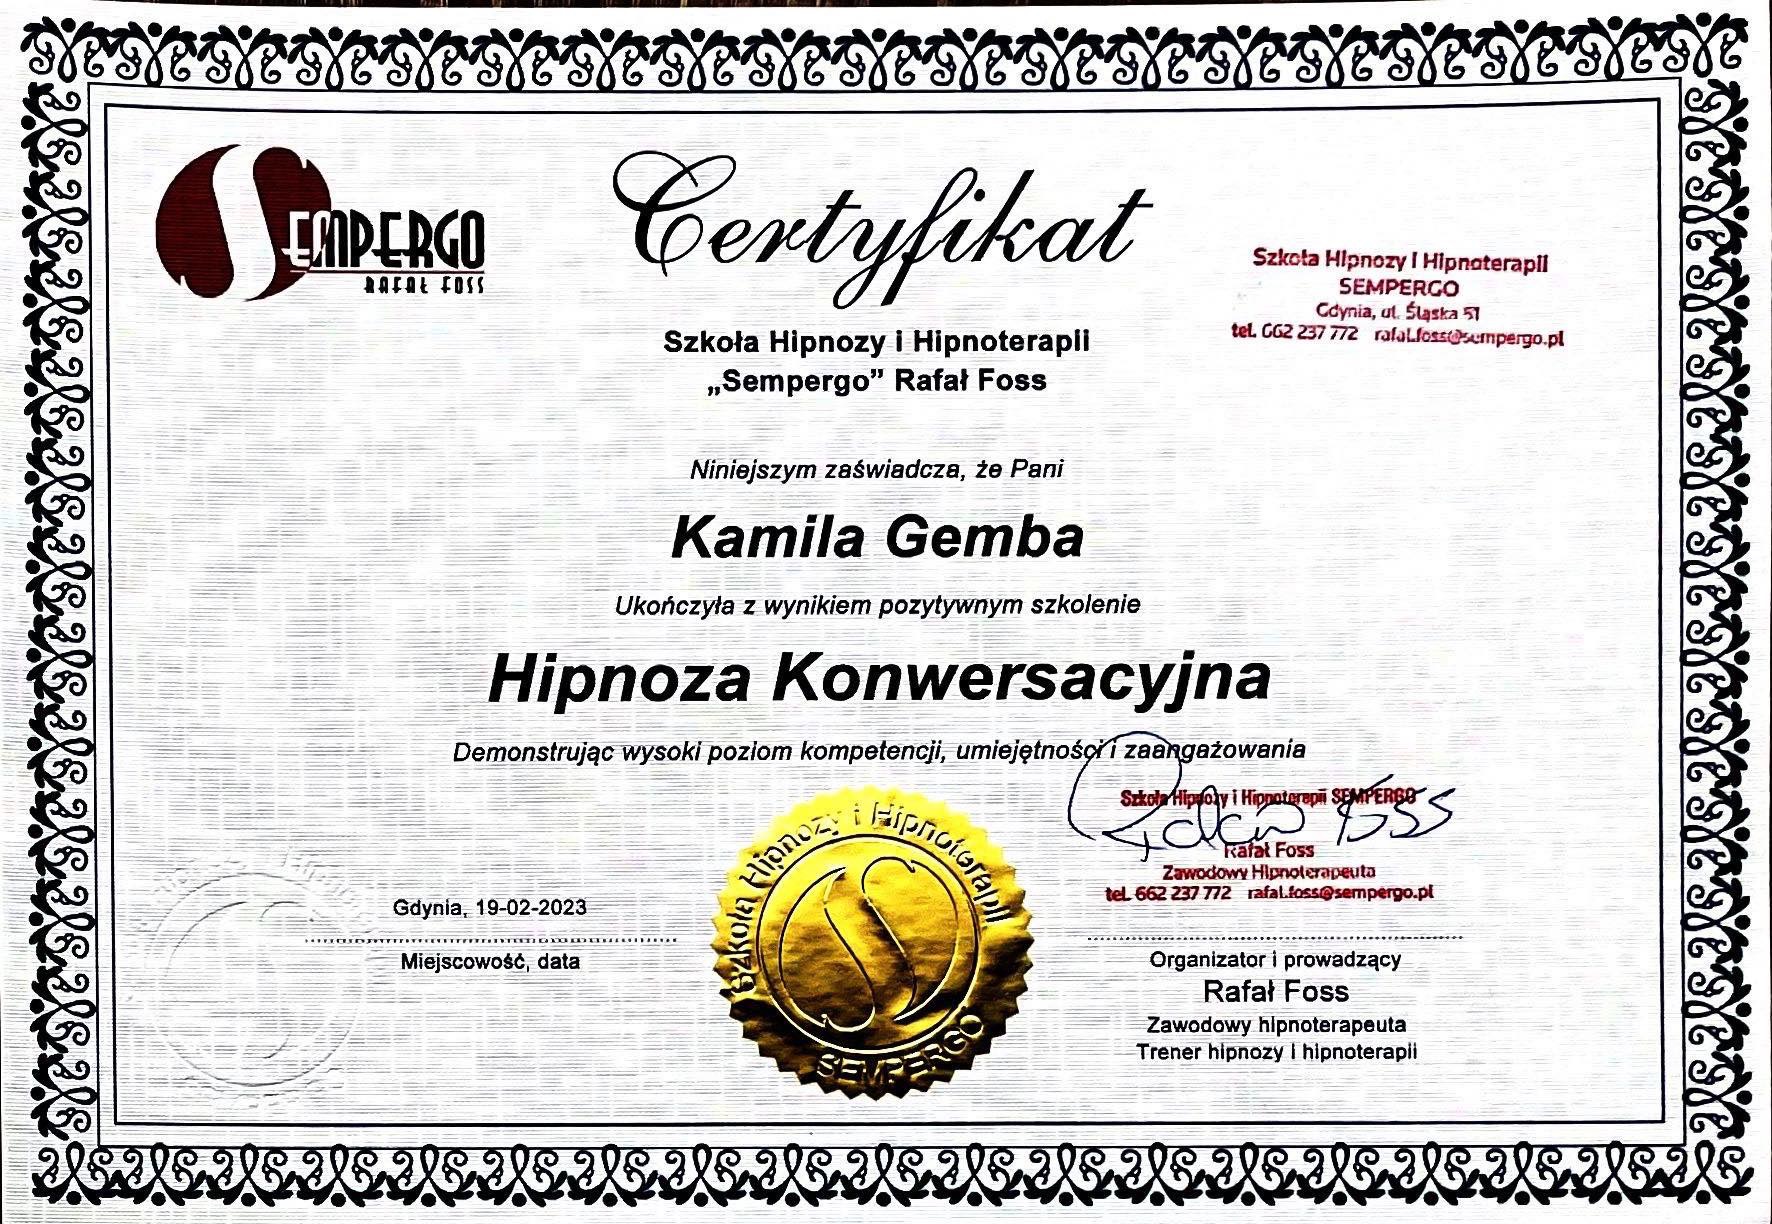 SEMPERGO
RAFAŁ FOSS
Certyfikat
Szkoła Hipnozy i Hipnoterapii
SEMPERGO
Gdynia, ul. Śląska 51
tel. 662 237 772 rafal.foss@sempergo.pl
Szkoła Hipnozy i Hipnoterapii
„Sempergo” Rafał Foss
Niniejszym zaświadcza, że Pani
Kamila Gemba
Ukończyła z wynikiem pozytywnym szkolenie
Hipnoza Konwersacyjna
Demonstrując wysoki poziom kompetencji, umiejętności i zaangażowania
Szkoła Hipnozy i Hipnoterapii SEMPERGO
Rafał Foss
Rafał Foss
Zawodowy Hipnoterapeuta
tel. 662 237 772 rafal.foss@sempergo.pl
Gdynia, 19-02-2023
Miejscowość, data
Szkoła Hipnozy i Hipnoterapii
SEMPERGO
Organizator i prowadzący
Rafał Foss
Zawodowy hipnoterapeuta
Trener hipnozy i hipnoterapii